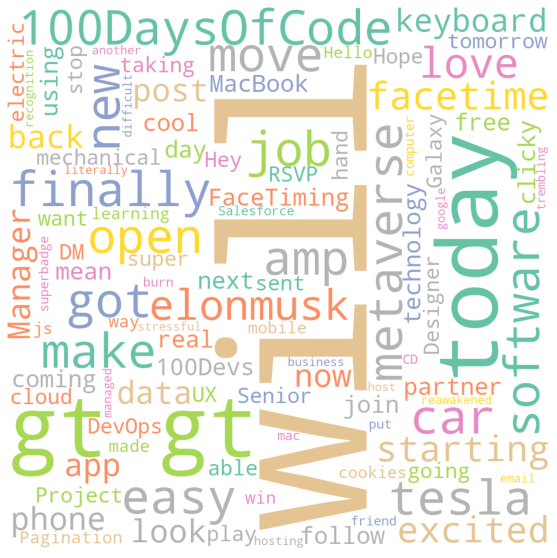 100DaysOfCode
keyboard
tomorrow
another
electric
recognition
using
stop
taking
move
Hello
Hope
love
new
difficult
post
MacBook
facetime
back
cool
job
hand
Galaxy
free
computer
trembling
clicky
mechanical
day
Hey
RSVP
literally
finally
FaceTiming
metaverse
technology
google
today
software
want
learning
Salesforce
Manager
DM
open
super
amp
Designer
mean
superbadge
got
next
sent
elonmusk
burn
js
way
stressful
real
mobile
make
will
100Devs
now
coming
managed
data
UX
Senior
business
CD
partner
host
reawakened
cloud
join
put
car
gt
gt
DevOps
made
app
able
mac
starting
cookies
going
Project
win
easy
tesla
email
phone
look
play
friend
follow
excited
Pagination
hosting